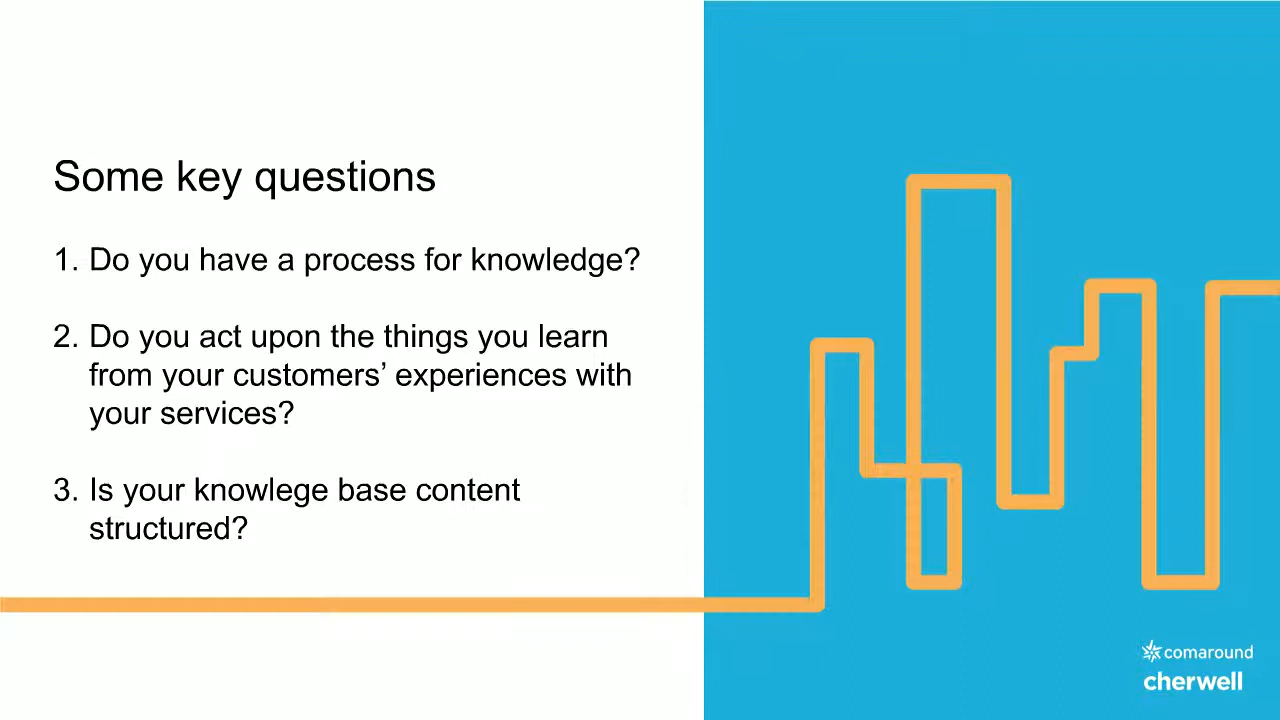 Some key questions
1. Do you have a process for knowledge?
2. Do you act upon the things you learn
from your customers’ experiences with
your services?
3. Is your knowlege base content
structured?
comaround
cherwell